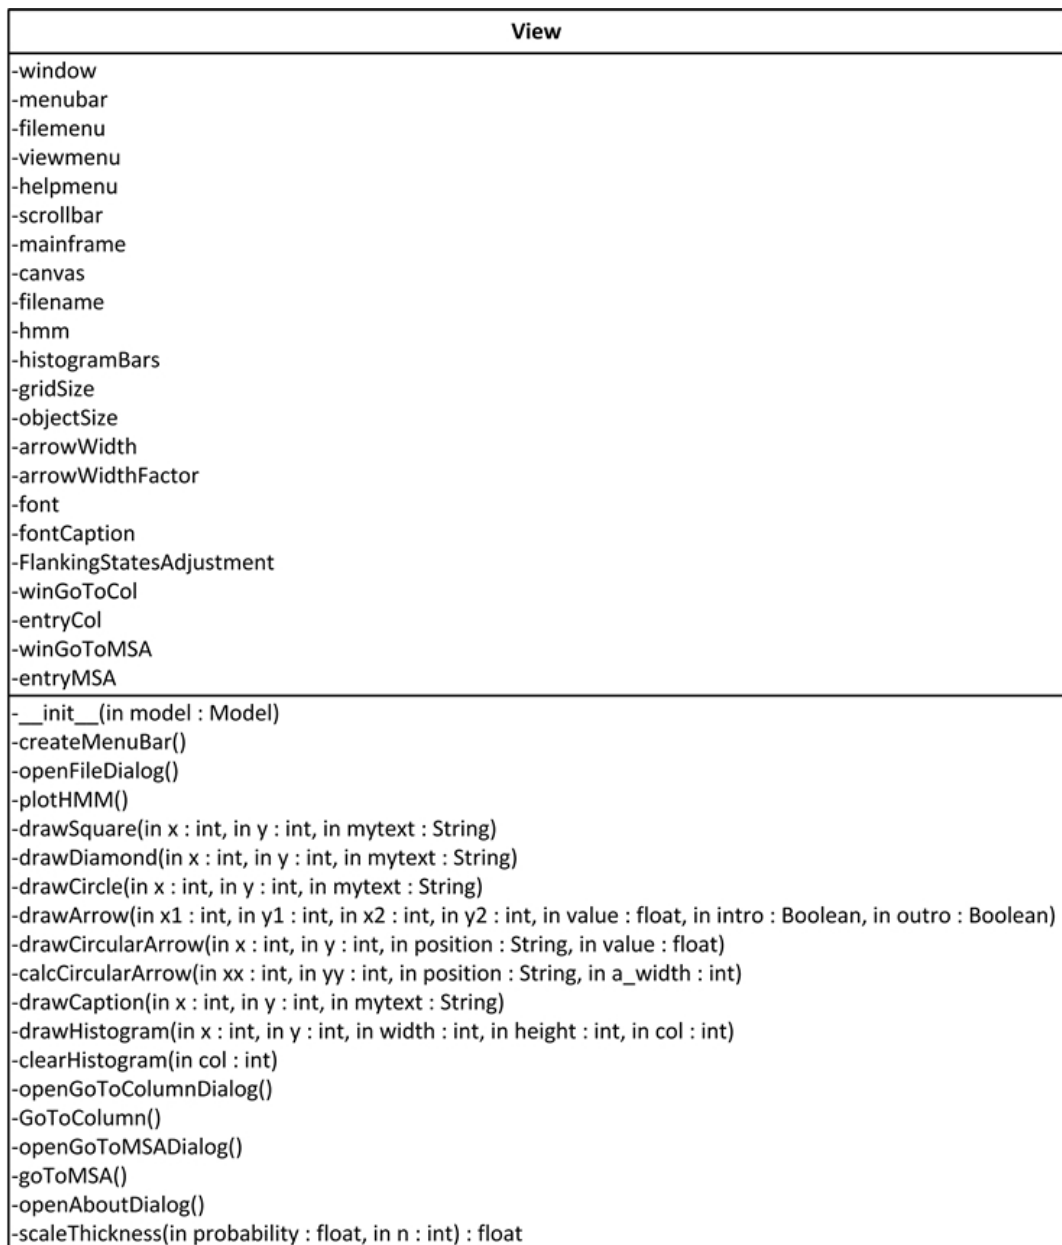 View
-window
-menubar
-filemenu
-viewmenu
-helpmenu
-scrollbar
-mainframe
-canvas
-filename
-hmm
-histogramBars
-gridSize
-objectSize
-arrowWidth
-arrowWidthFactor
-font
-fontCaption
-FlankingStatesAdjustment
-winGoToCol
-entryCol
-winGoToMSA
-entryMSA
-__init__(in model : Model)
-createMenuBar()
-openFileDialog()
-plotHMM()
-drawSquare(in x : int, in y : int, in mytext : String)
-drawDiamond(in x : int, in y : int, in mytext : String)
-drawCircle(in x : int, in y : int, in mytext : String)
-drawArrow(in x1 : int, in y1 : int, in x2 : int, in y2 : int, in value : float, in intro : Boolean, in outro : Boolean)
-drawCircularArrow(in x : int, in y : int, in position : String, in value : float)
-calcCircularArrow(in xx : int, in yy : int, in position : String, in a_width : int)
-drawCaption(in x : int, in y : int, in mytext : String)
-drawHistogram(in x : int, in y : int, in width : int, in height : int, in col : int)
-clearHistogram(in col : int)
-openGoToColumnDialog()
-GoToColumn()
-openGoToMSADialog()
-goToMSA()
-openAboutDialog()
-scaleThickness(in probability : float, in n : int) : float